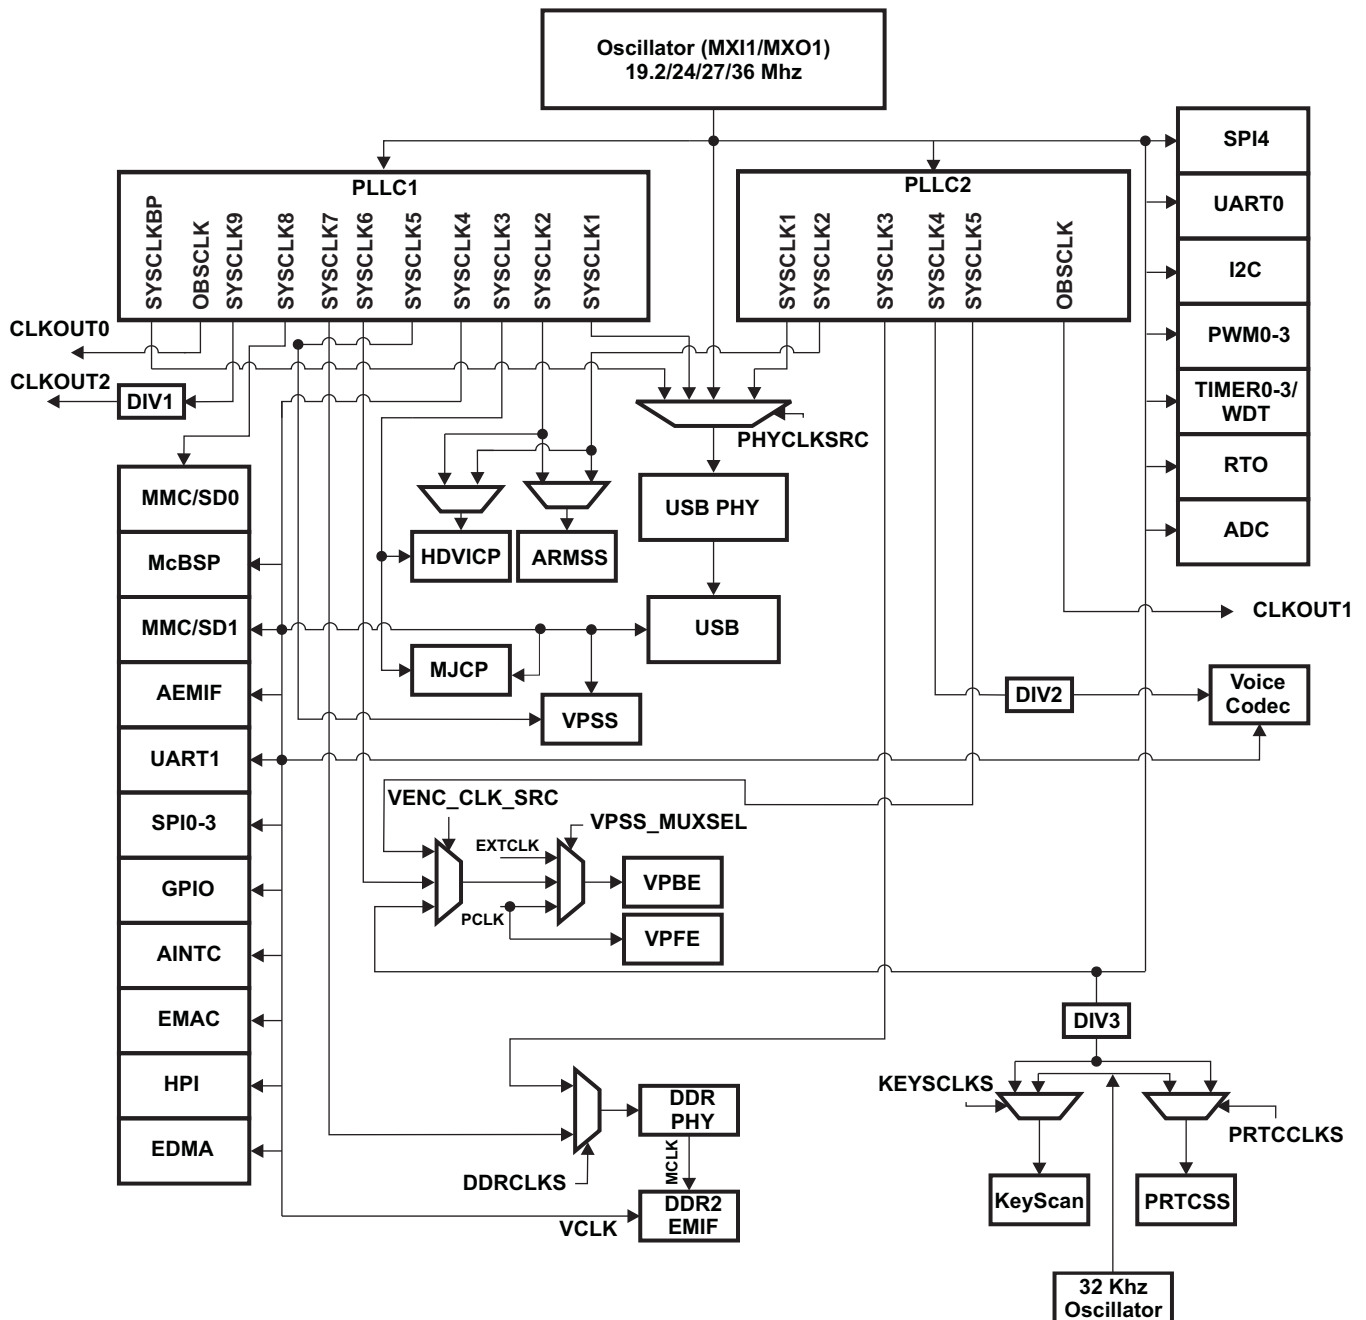 Oscillator (MXI1/MXO1)
19.2/24/27/36 Mhz
PLLC1
SYSCLKBP
OBSCLK
SYSCLK9
SYSCLK8
SYSCLK7
SYSCLK6
SYSCLK5
SYSCLK4
SYSCLK3
SYSCLK2
SYSCLK1
PLLC2
SYSCLK1
SYSCLK2
SYSCLK3
SYSCLK4
SYSCLK5
OBSCLK
SPI4
UART0
I2C
PWM0-3
TIMER0-3/
WDT
RTO
ADC
CLKOUT0
CLKOUT2
DIV1
PHYCLKSRC
MMC/SD0
McBSP
MMC/SD1
AEMIF
UART1
SPI0-3
GPIO
AINTC
EMAC
HPI
EDMA
HDVICP
ARMSS
USB PHY
USB
MJCP
VPSS
CLKOUT1
DIV2
Voice
Codec
VENC_CLK_SRC
VPSS_MUXSEL
EXTCLK
PCLK
VPBE
VPFE
DIV3
KEYSCLKS
PRTCCLKS
DDR
PHY
MCLK
DDRCLKS
DDR2
EMIF
VCLK
KeyScan
PRTCSS
32 Khz
Oscillator